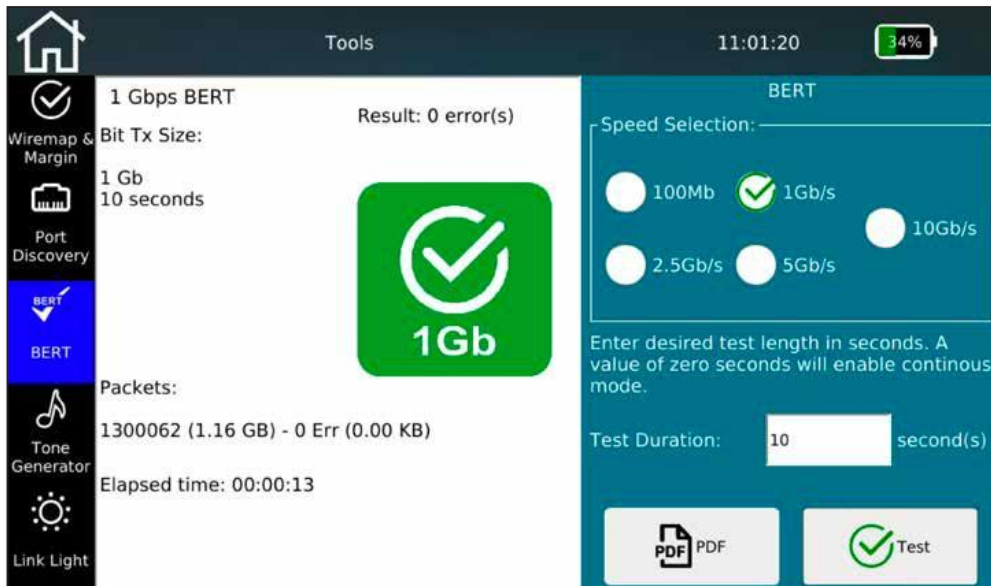 Tools
11:01:20
34%
Wiremap &
Margin
Port
Discovery
BERT
BERT
Tone
Generator
Link Light
1 Gbps BERT
Result: 0 error(s)
Bit Tx Size:
1 Gb
10 seconds
1Gb
Packets:
1300062 (1.16 GB) - 0 Err (0.00 KB)
Elapsed time: 00:00:13
BERT
Speed Selection:
100Mb
1Gb/s
10Gb/s
2.5Gb/s
5Gb/s
Enter desired test length in seconds. A
value of zero seconds will enable continous
mode.
Test Duration:
10
second(s)
PDF
PDF
Test